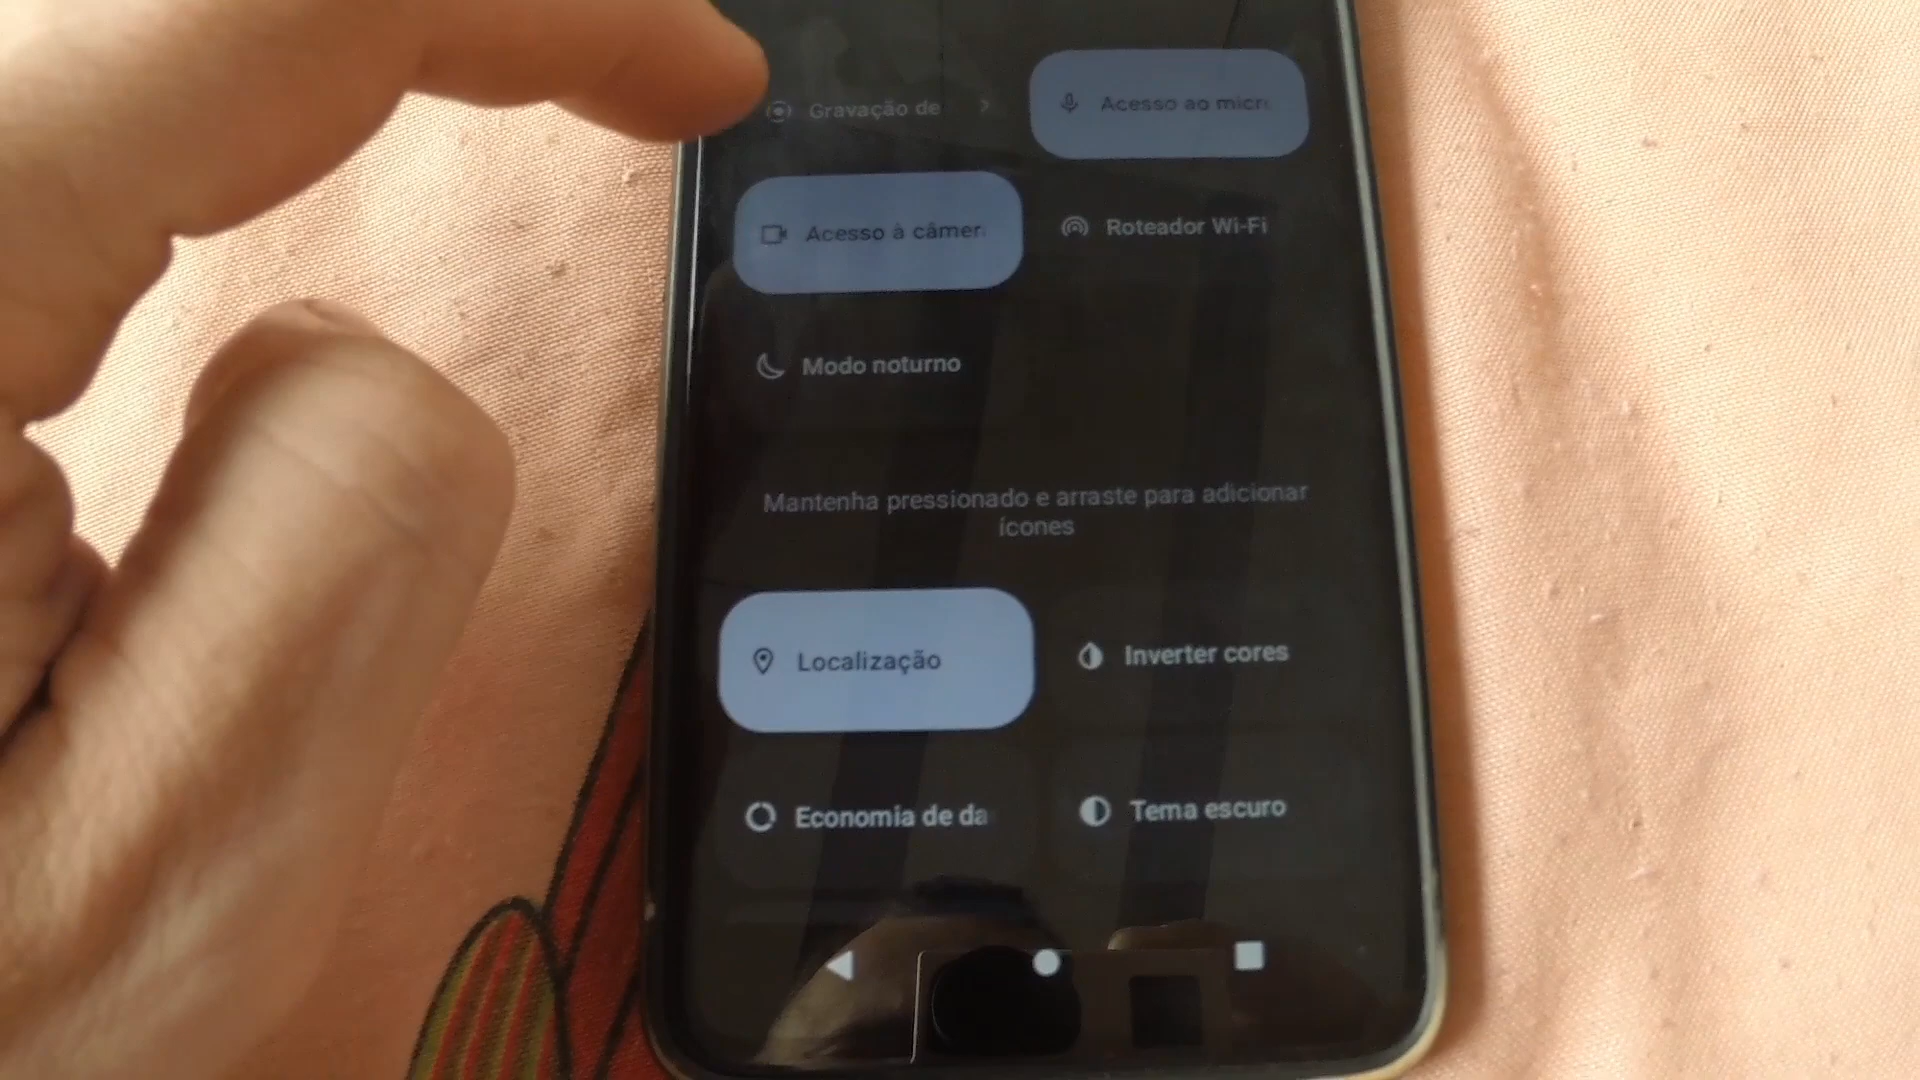 Gravação de
Acesso ao micr
Acesso à câmer
Roteador Wi-Fi
Modo noturno
Mantenha pressionado e arraste para adicionar
ícones
Localização
Inverter cores
Economia de da
Tema escuro